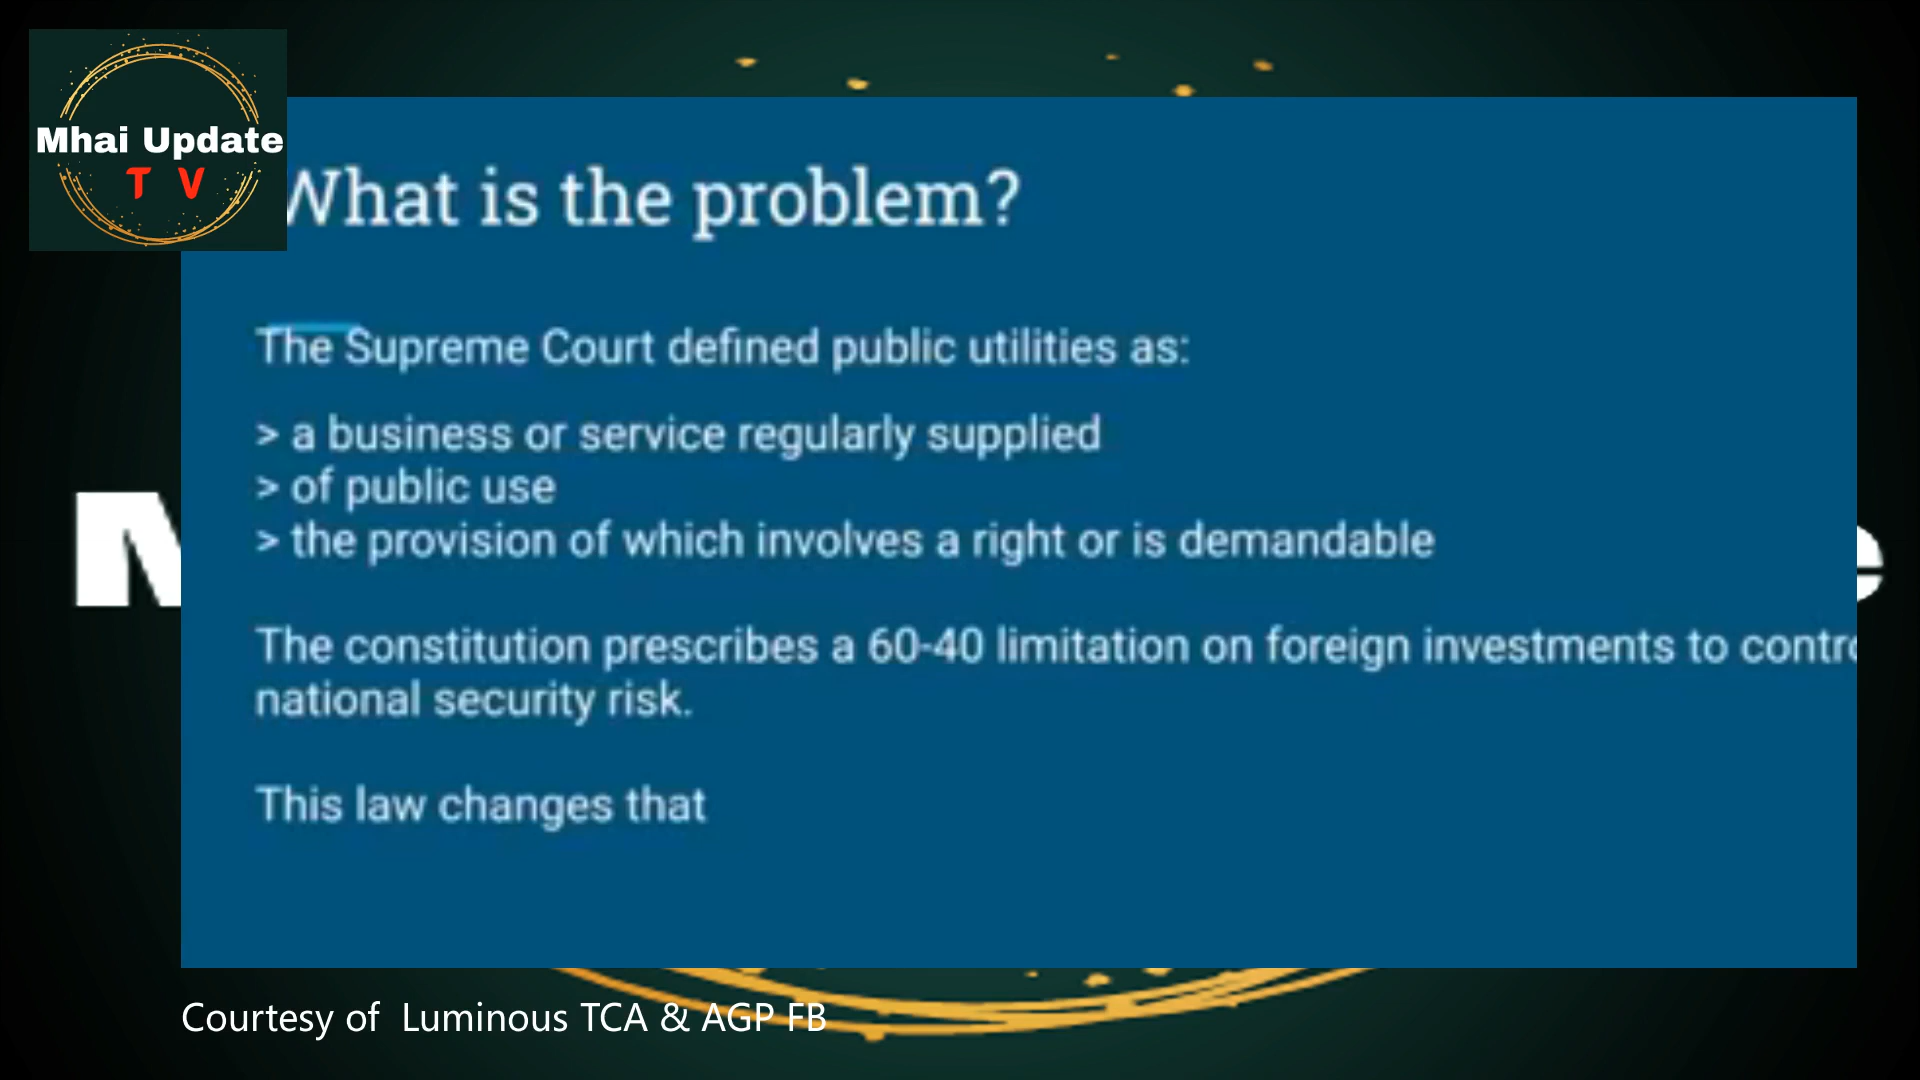 Mhai Update
T V
What is the problem?
The Supreme Court defined public utilities as:
> a business or service regularly supplied
> of public use
> the provision of which involves a right or is demandable
The constitution prescribes a 60-40 limitation on foreign investments to
national security risk.
This law changes that
Courtesy of Luminous TCA & AGP FB